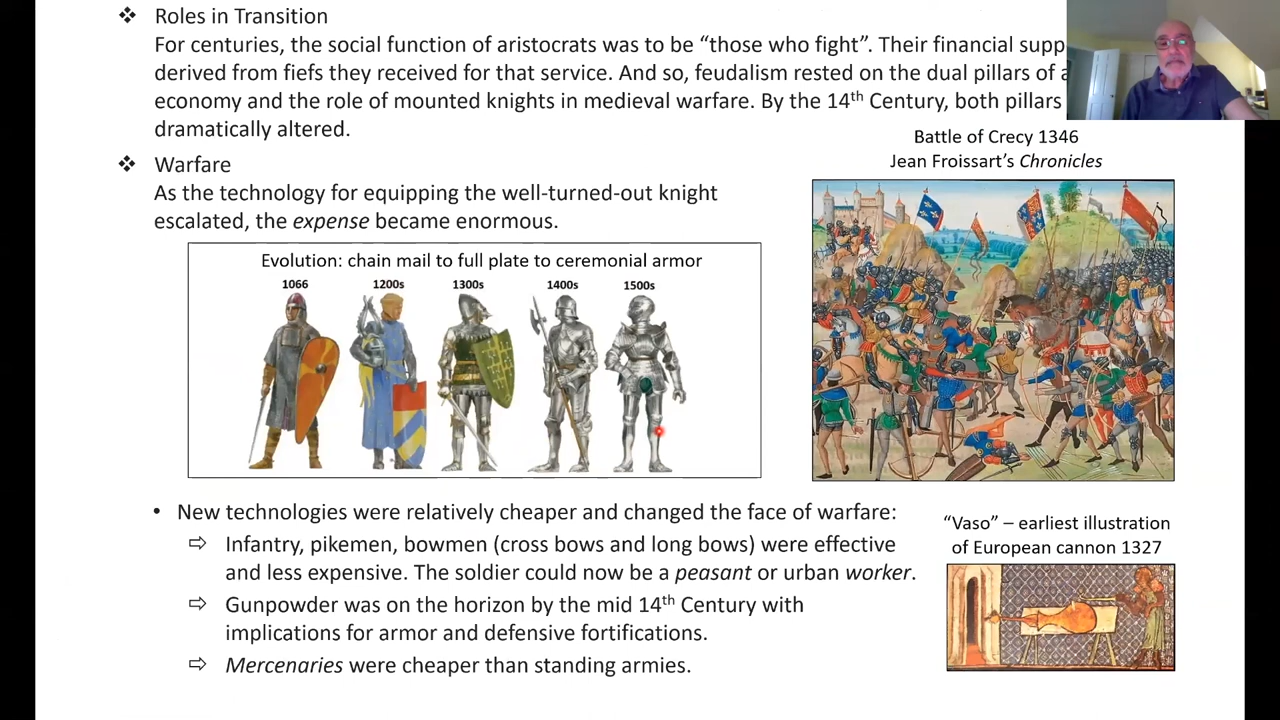 ❖ Roles in Transition
For centuries, the social function of aristocrats was to be “those who fight”. Their financial
derived from fiefs they received for that service. And so, feudalism rested on the dual pillars of
economy and the role of mounted knights in medieval warfare. By the 14th Century, both pillars
dramatically altered.
❖ Warfare
As the technology for equipping the well-turned-out knight
escalated, the expense became enormous.
Evolution: chain mail to full plate to ceremonial armor
1066 1200s 1300s 1400s 1500s
Battle of Crecy 1346
Jean Froissart’s Chronicles
• New technologies were relatively cheaper and changed the face of warfare:
⇨ Infantry, pikemen, bowmen (cross bows and long bows) were effective
and less expensive. The soldier could now be a peasant or urban worker.
⇨ Gunpowder was on the horizon by the mid 14th Century with
implications for armor and defensive fortifications.
⇨ Mercenaries were cheaper than standing armies.
“Vaso” – earliest illustration
of European cannon 1327